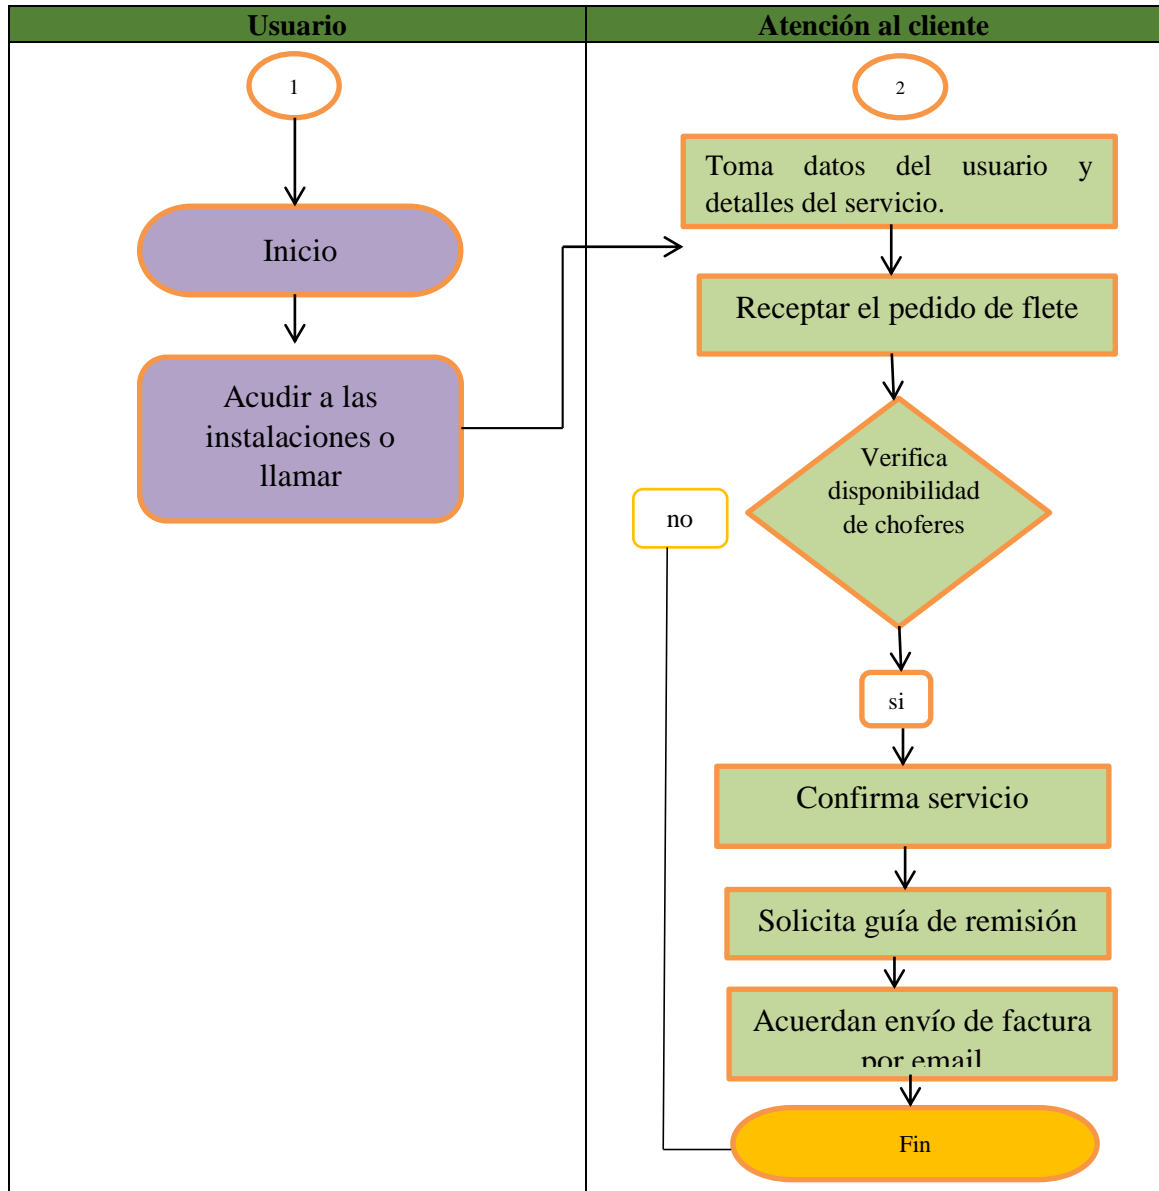 Usuario
Atención al cliente
1
2
Toma datos del usuario y
detalles del servicio.
Inicio
Receptar el pedido de flete
Acudir a las
instalaciones o
llamar
Verifica
disponibilidad
de choferes
no
si
Confirma servicio
Solicita guía de remisión
Acuerdan envío de factura
por email
Fin